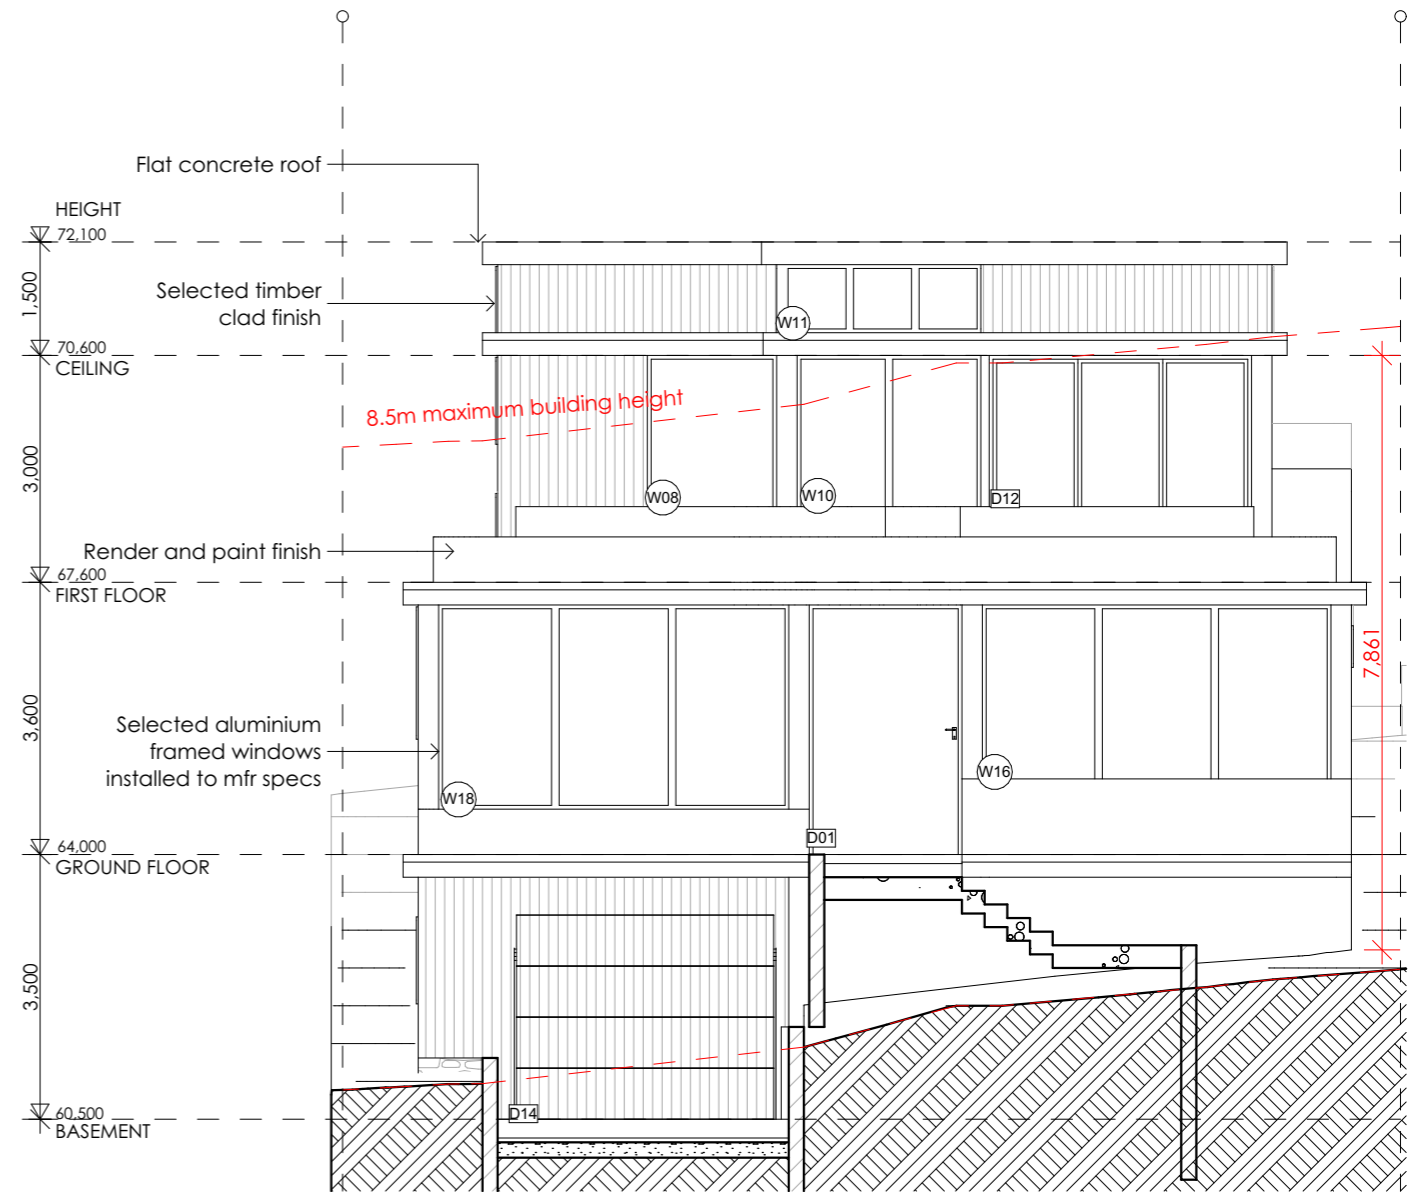 Flat concrete roof
HEIGHT
72,100
1,500
Selected timber
clad finish
W11
70,600
CEILING
8.5m maximum building height
3,000
W08
W10
D12
Render and paint finish
67,600
FIRST FLOOR
7,861
3,600
Selected aluminium
framed windows
installed to mfr specs
W18
W16
D01
64,000
GROUND FLOOR
3,500
60,500
BASEMENT
D14